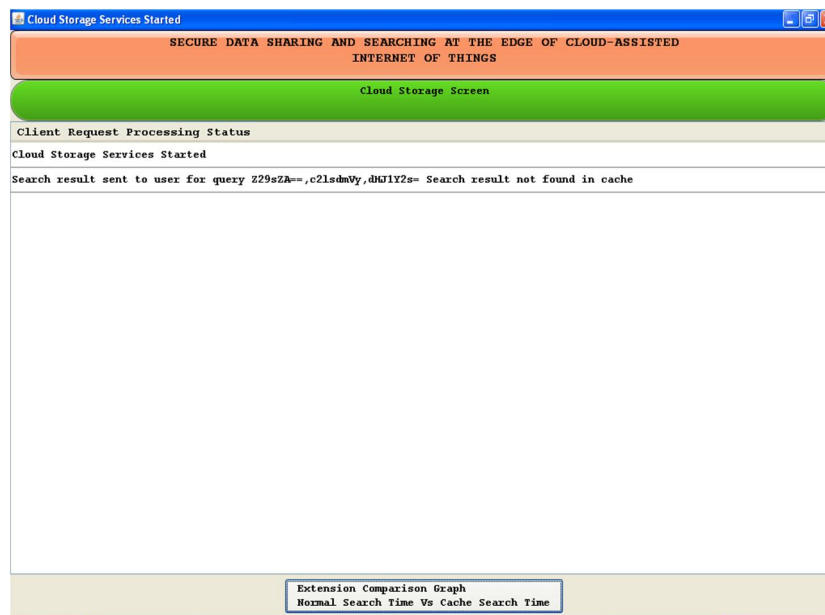 Cloud Storage Services Started
SECURE DATA SHARING AND SEARCHING AT THE EDGE OF CLOUD-ASSISTED
INTERNET OF THINGS
Cloud Storage Screen
Client Request Processing Status
Cloud Storage Services Started
Search result sent to user for query Z29sZA==,c2lsdmVy,dHJ1Y2s= Search result not found in cache
Extension Comparison Graph
Normal Search Time Vs Cache Search Time